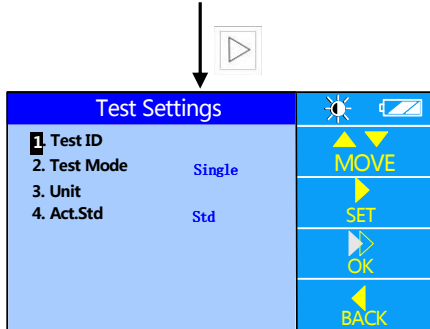 Test Settings
1. Test ID
2. Test Mode Single
3. Unit
4. Act.Std Std
MOVE
SET
OK
BACK